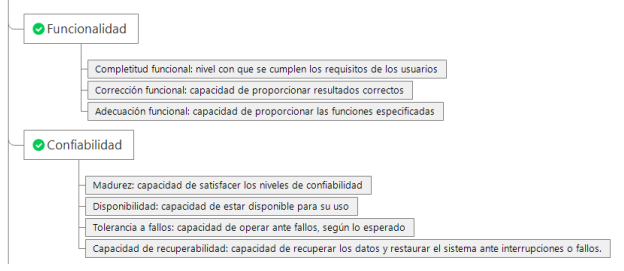 Funcionalidad
Completitud funcional: nivel con que se cumplen los requisitos de los usuarios
Corrección funcional: capacidad de proporcionar resultados correctos
Adecuación funcional: capacidad de proporcionar las funciones especificadas
Confiabilidad
Madurez: capacidad de satisfacer los niveles de confiabilidad
Disponibilidad: capacidad de estar disponible para su uso
Tolerancia a fallos: capacidad de operar ante fallos, según lo esperado
Capacidad de recuperabilidad: capacidad de recuperar los datos y restaurar el sistema ante interrupciones o fallos.